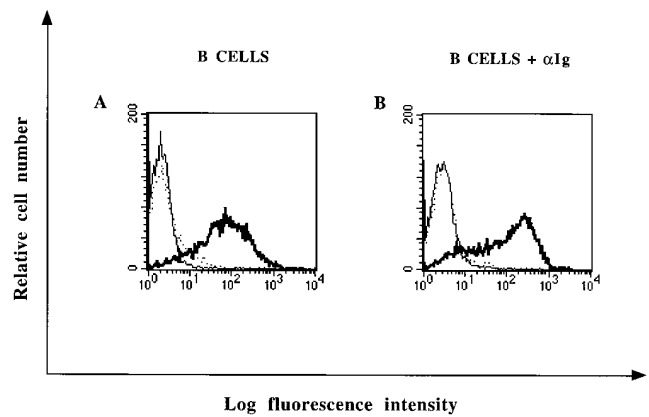 B CELLS
B CELLS + αIg
A
B
200
200
0
0
10⁰ 10¹ 10² 10³ 10⁴
10⁰ 10¹ 10² 10³ 10⁴
Relative cell number
Log fluorescence intensity